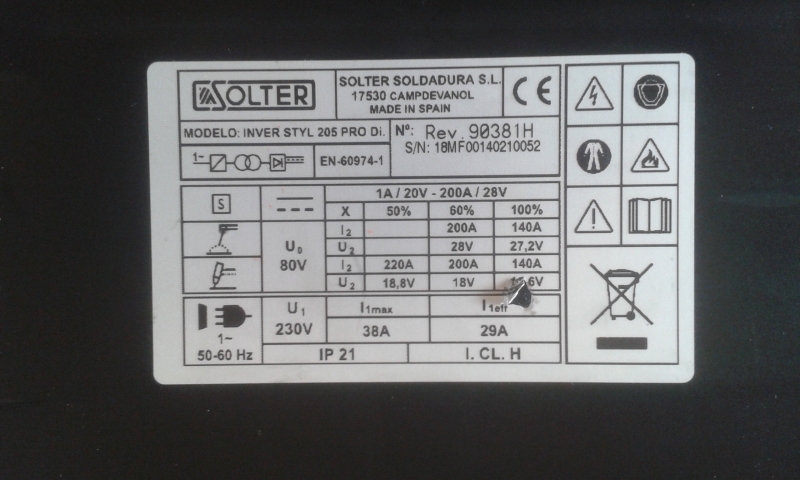 SOLTER
SOLTER SOLDADURA S.L.
17530 CAMPDEVANOL
MADE IN SPAIN
CE
MODELO: INVER STYL 205 PRO Di.
Nº: Rev. 90381H
S/N: 18MF00140210052
1~
EN-60974-1
S
1A / 20V - 200A / 28V
X 50% 60% 100%
I2 200A 140A
U0 80V
U2 28V 27,2V
I2 220A 200A 140A
U2 18,8V 18V
1~
50-60 Hz
U1 230V
I1max 38A
I1eff 29A
IP 21
I. CL. H